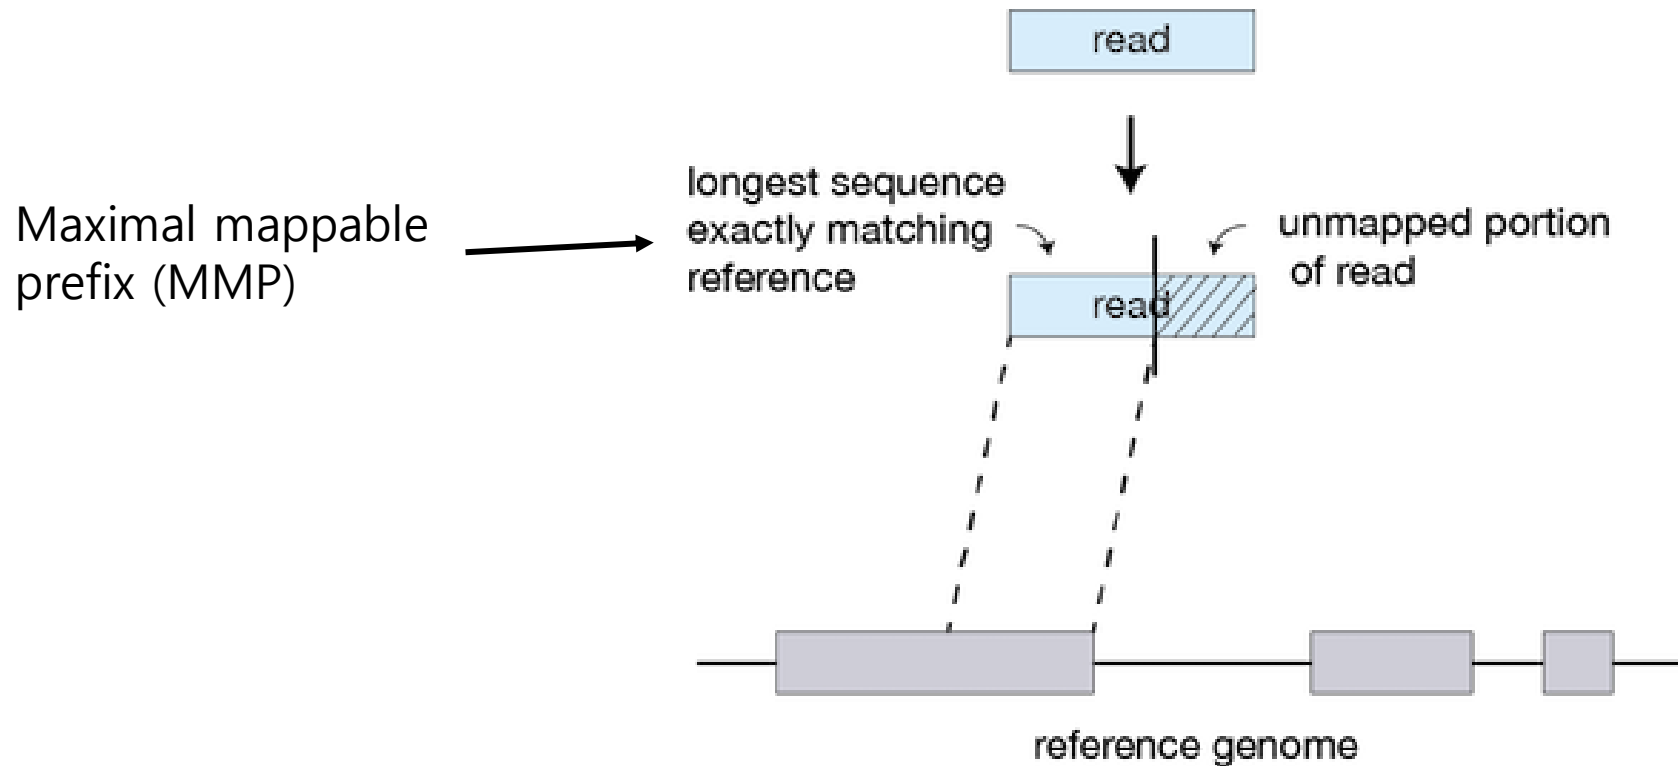 read
longest sequence
exactly matching
reference
Maximal mappable
prefix (MMP)
unmapped portion
of read
read
reference genome